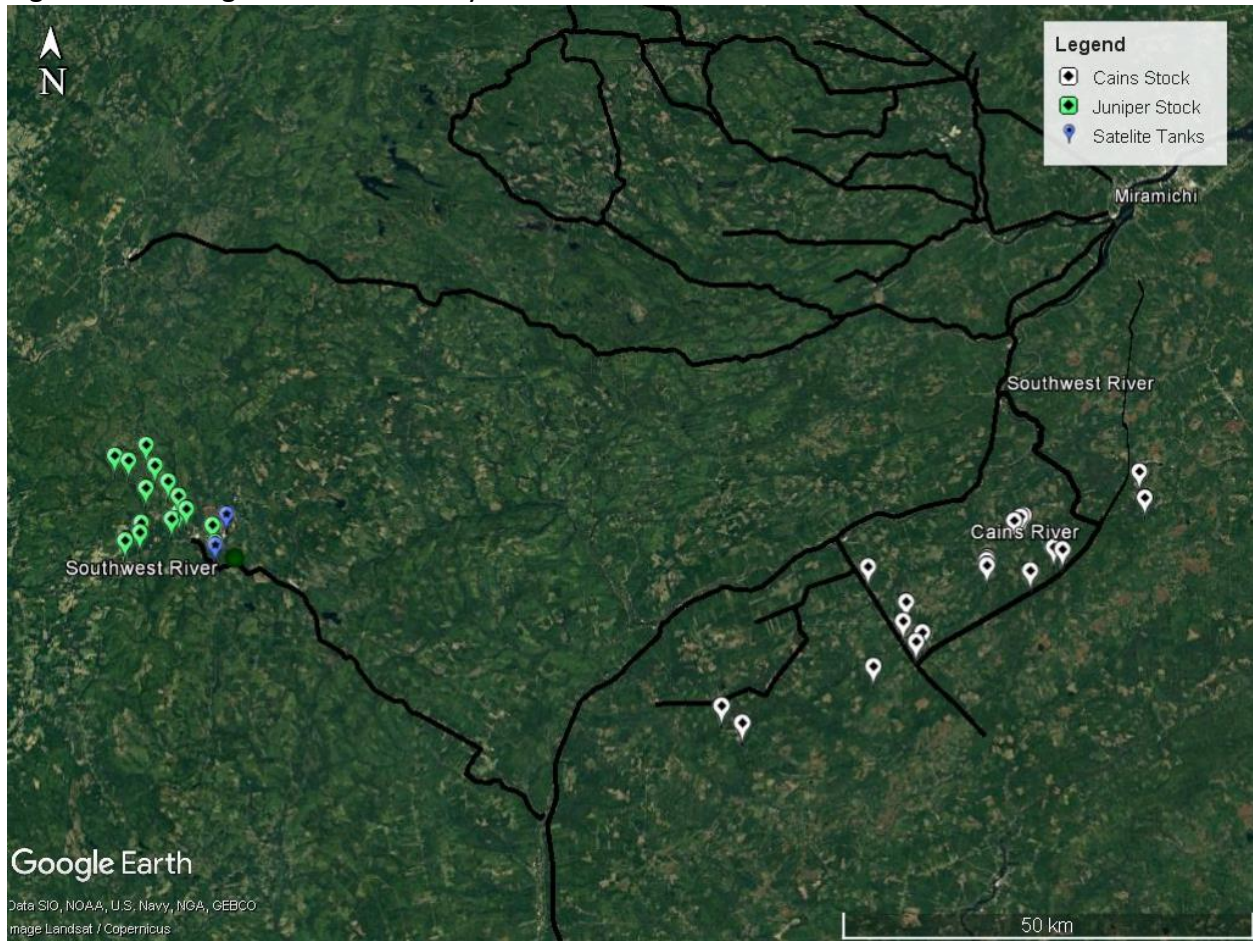 N
Legend
Cains Stock
Juniper Stock
Satelite Tanks
Miramichi
Southwest River
Cains River
Southwest River
Google Earth
Data SIO, NOAA, U.S. Navy, NGA, GEBCO
mage Landsat / Copernicus
50 km